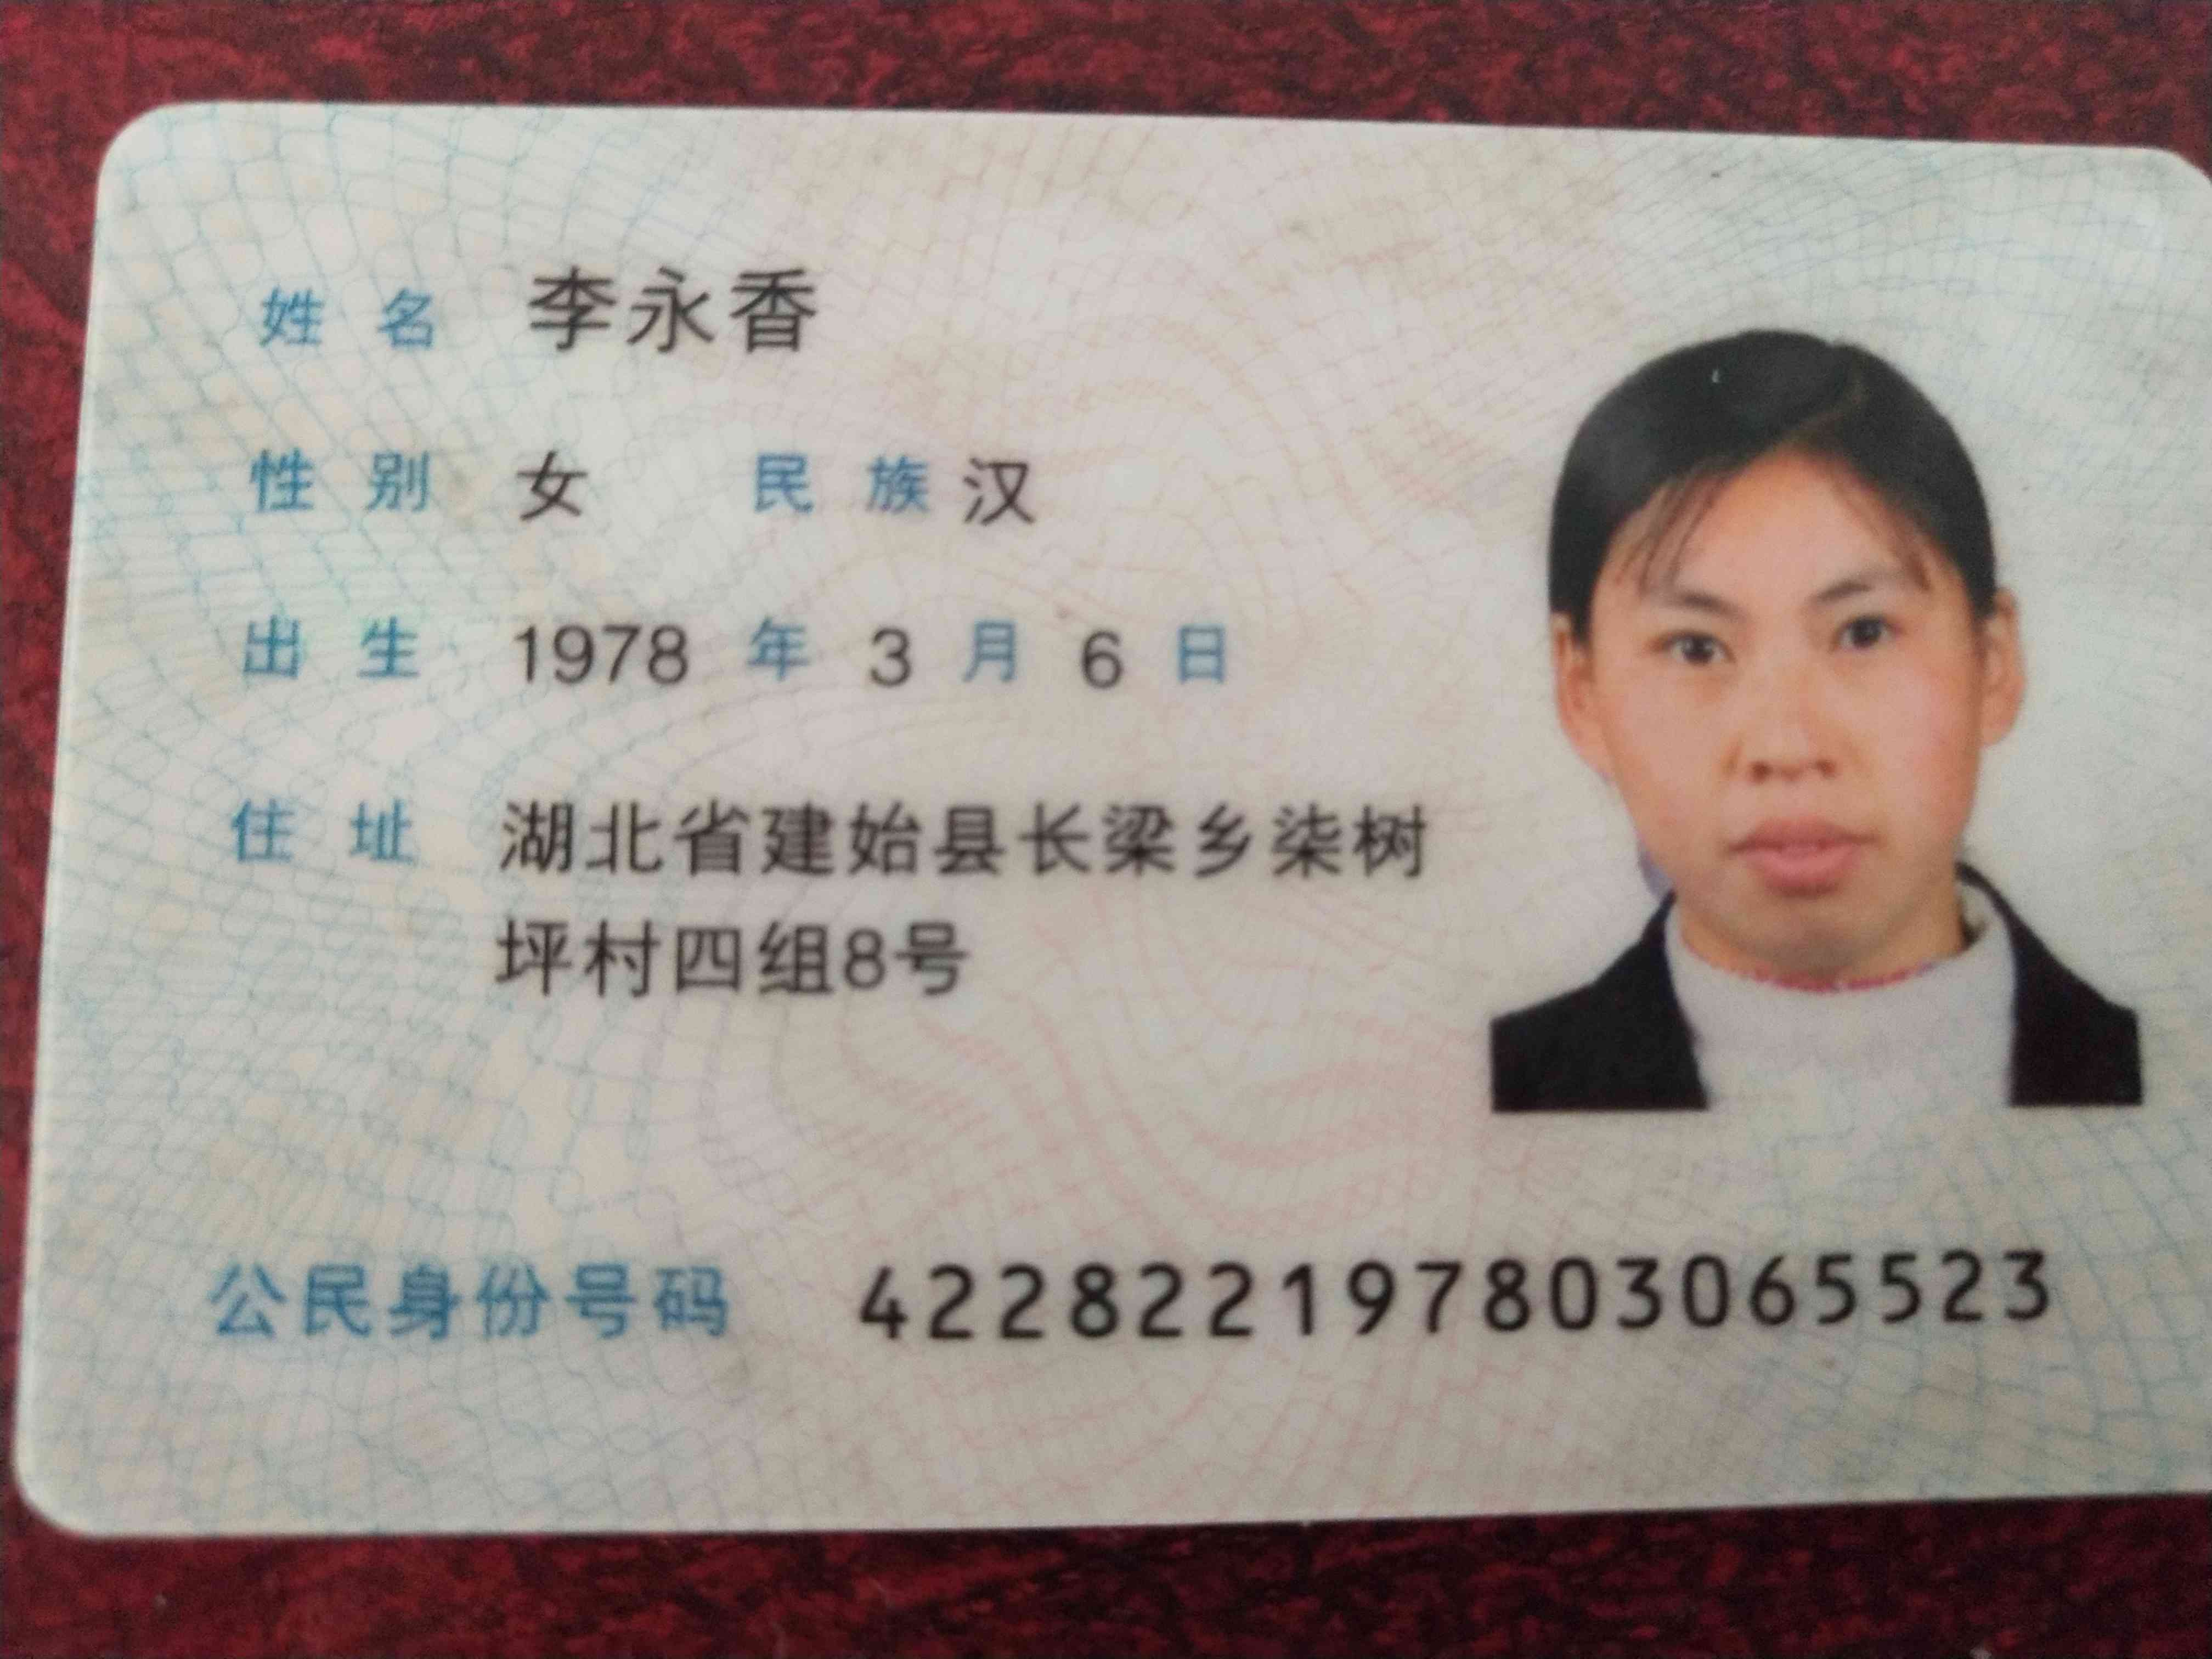 姓名 李永香
性别 女 民族 汉
出生 1978 年 3 月 6 日
住址 湖北省建始县长梁乡柒树
坪村四组8号
公民身份号码 422822197803065523